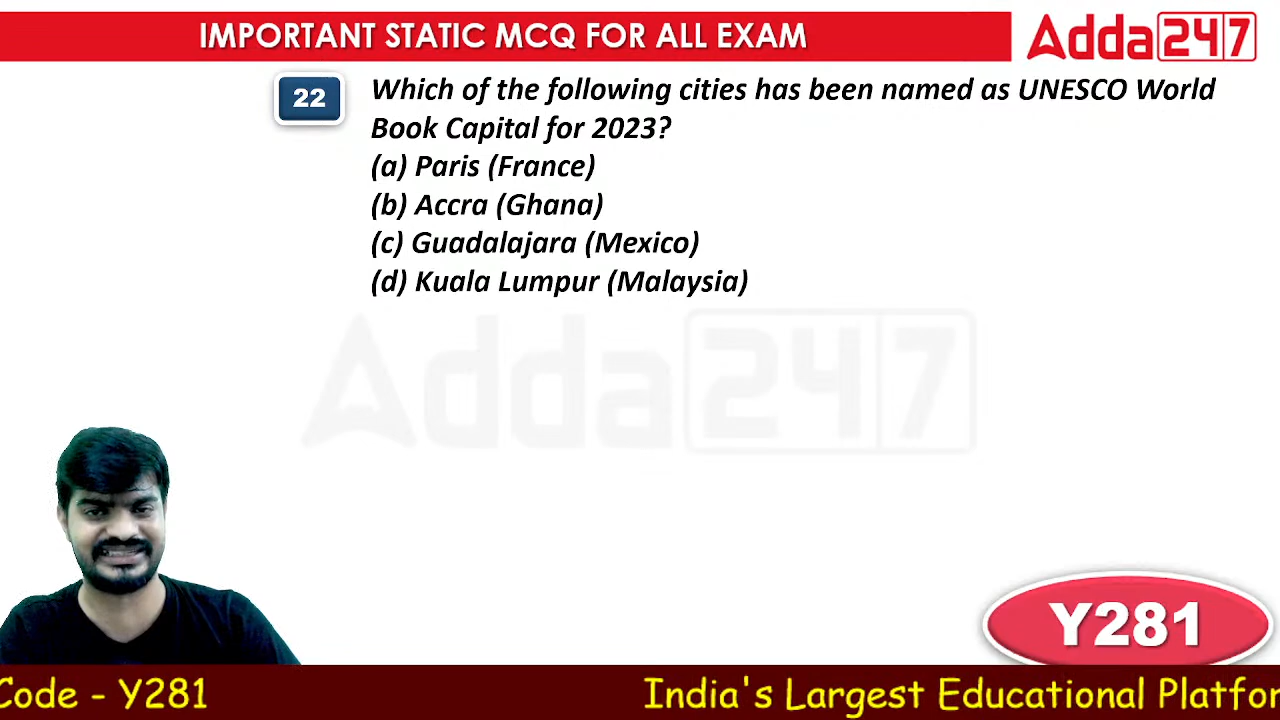 IMPORTANT STATIC MCQ FOR ALL EXAM
Adda247
22
Which of the following cities has been named as UNESCO World
Book Capital for 2023?
(a) Paris (France)
(b) Accra (Ghana)
(c) Guadalajara (Mexico)
(d) Kuala Lumpur (Malaysia)
Adda247
Y281
Code - Y281
India's Largest Educational Platfor